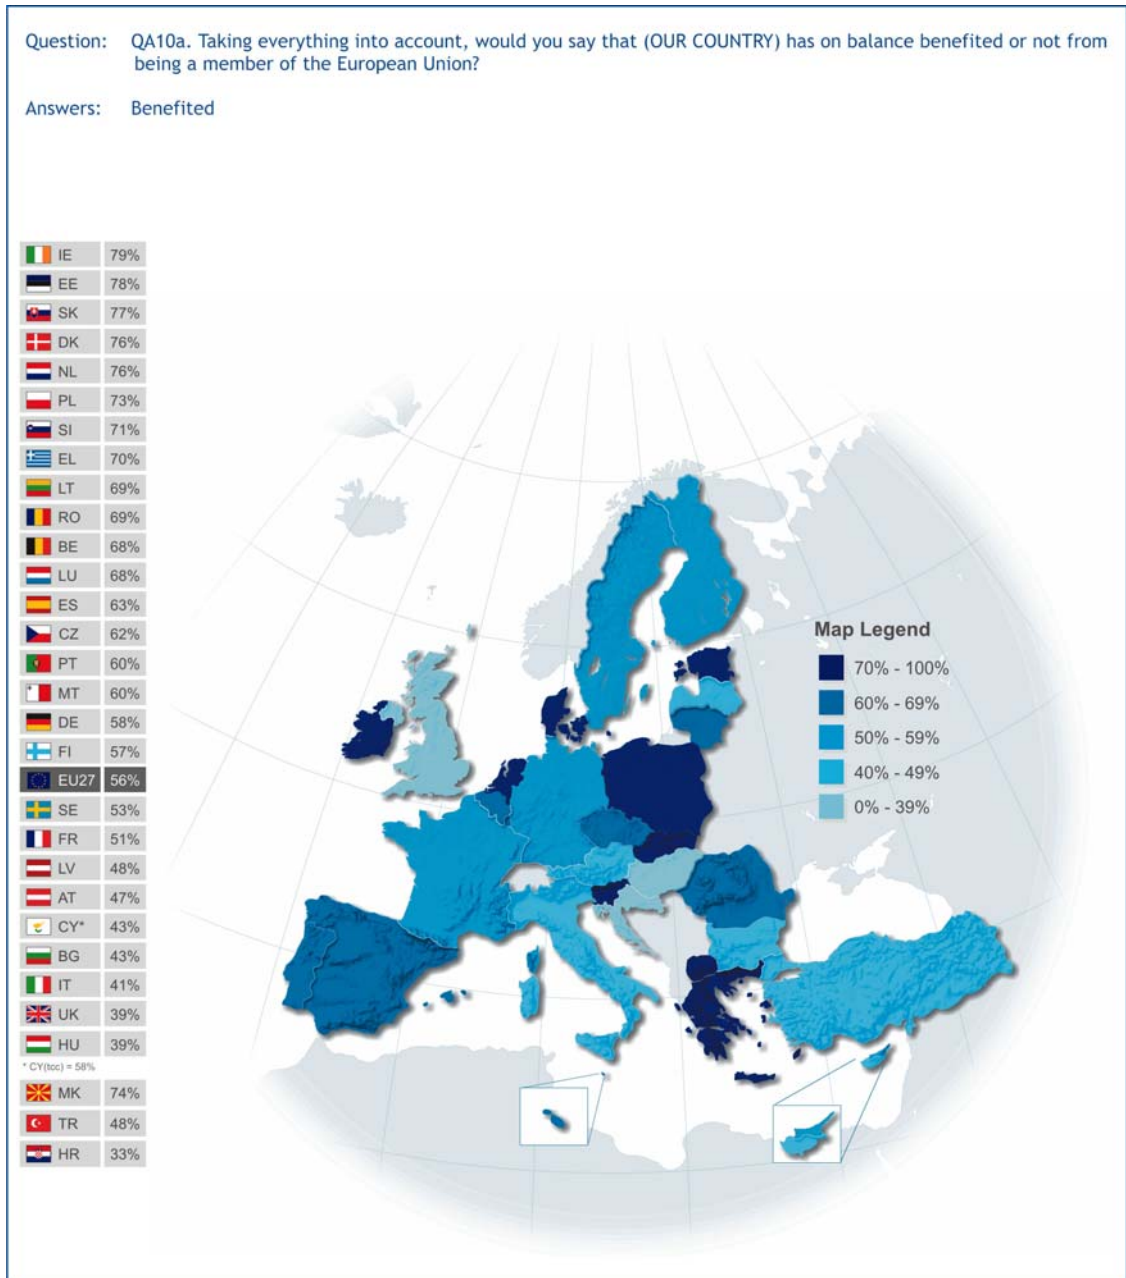 Question: QA10a. Taking everything into account, would you say that (OUR COUNTRY) has on balance benefited or not from
being a member of the European Union?
Answers: Benefited
IE 79%
EE 78%
SK 77%
DK 76%
NL 76%
PL 73%
SI 71%
EL 70%
LT 69%
RO 69%
BE 68%
LU 68%
ES 63%
CZ 62%
PT 60%
MT 60%
DE 58%
FI 57%
EU27 56%
SE 53%
FR 51%
LV 48%
AT 47%
CY* 43%
BG 43%
IT 41%
UK 39%
HU 39%
* CY(tcc) = 58%
MK 74%
TR 48%
HR 33%
Map Legend
70% - 100%
60% - 69%
50% - 59%
40% - 49%
0% - 39%